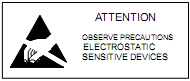 ATTENTION
OBSERVE PRECAUTIONS
ELECTROSTATIC
SENSITIVE DEVICES